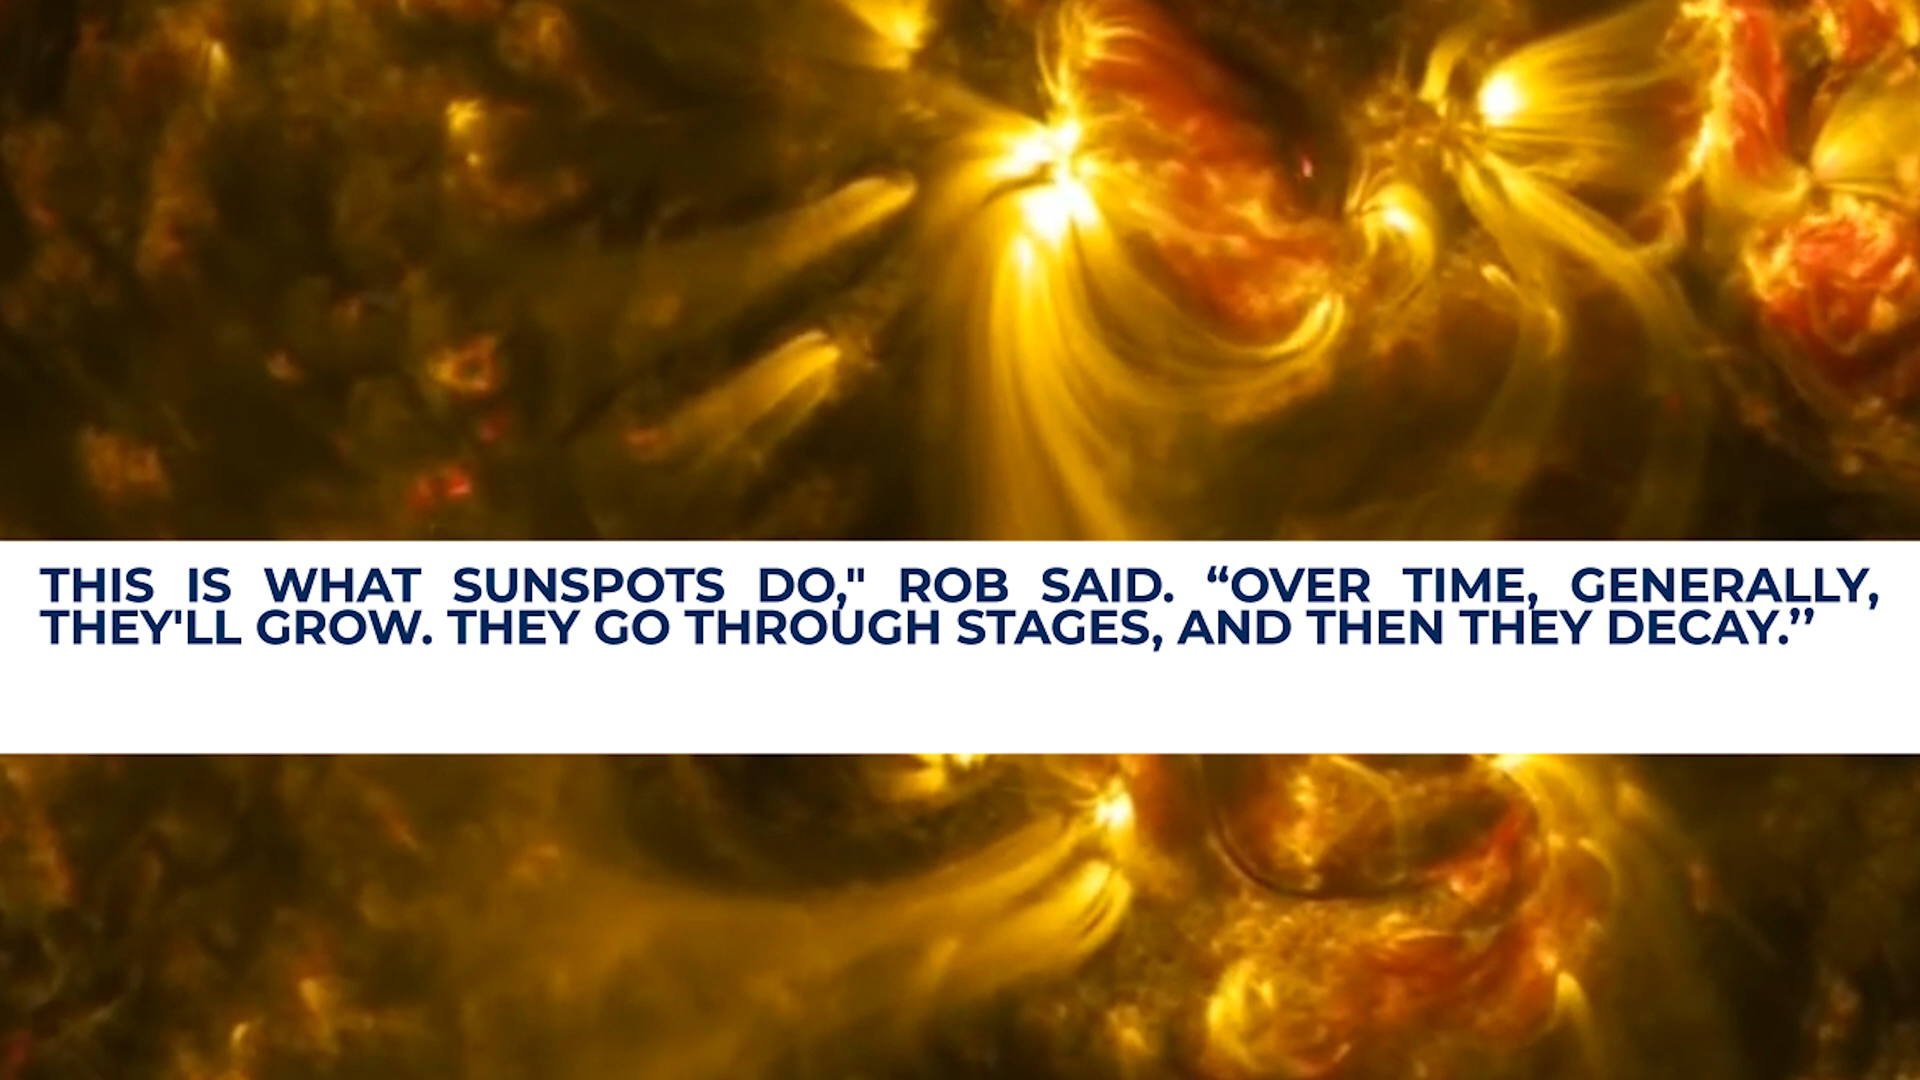 THIS IS WHAT SUNSPOTS DO," ROB SAID. “OVER TIME, GENERALLY,
THEY'LL GROW. THEY GO THROUGH STAGES, AND THEN THEY DECAY.’’